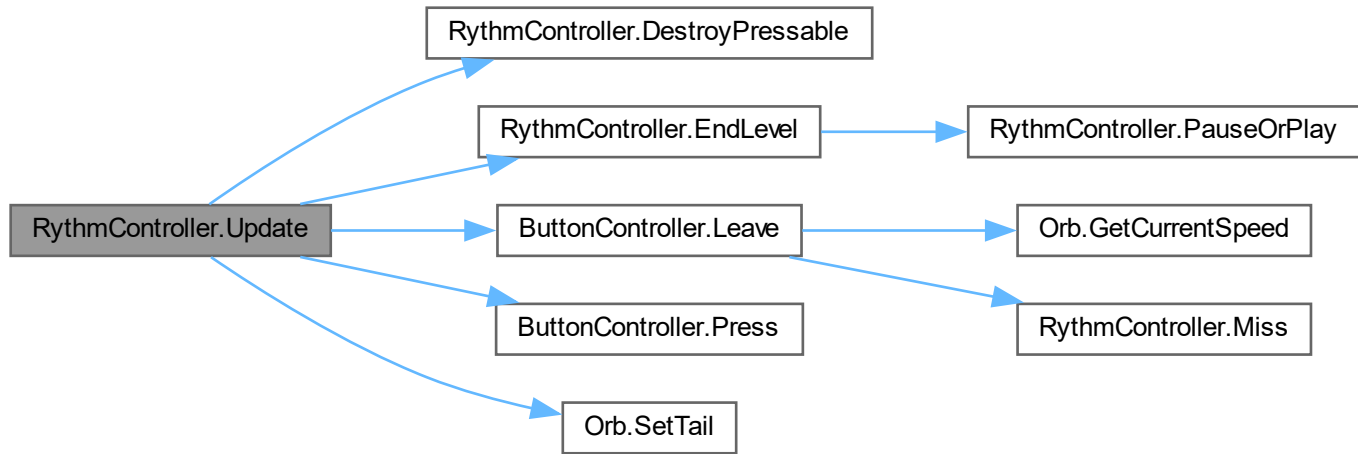 RythmController.DestroyPressable
RythmController.EndLevel
RythmController.PauseOrPlay
RythmController.Update
ButtonController.Leave
Orb.GetCurrentSpeed
ButtonController.Press
RythmController.Miss
Orb.SetTail